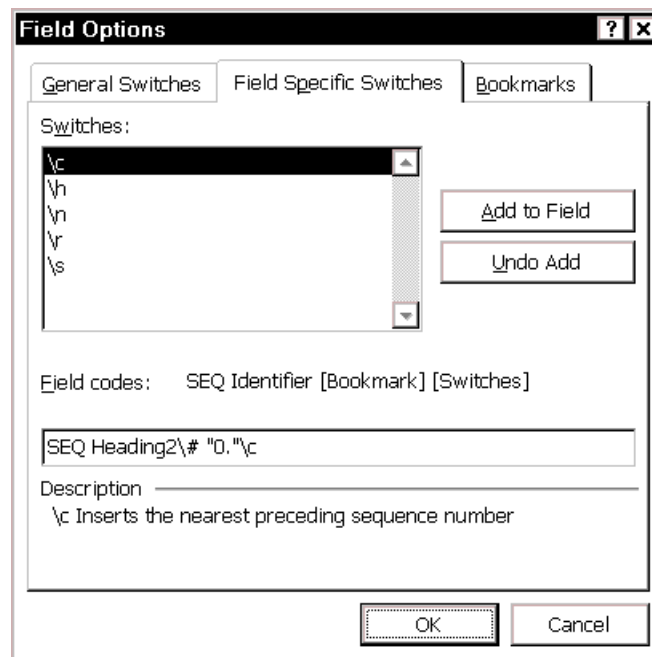 Field Options
General Switches Field Specific Switches Bookmarks
Switches:
\c
\h
\n
\r
\s
Add to Field
Undo Add
Field codes: SEQ Identifier [Bookmark] [Switches]
SEQ Heading2\# "0."\c
Description
\c Inserts the nearest preceding sequence number
OK Cancel